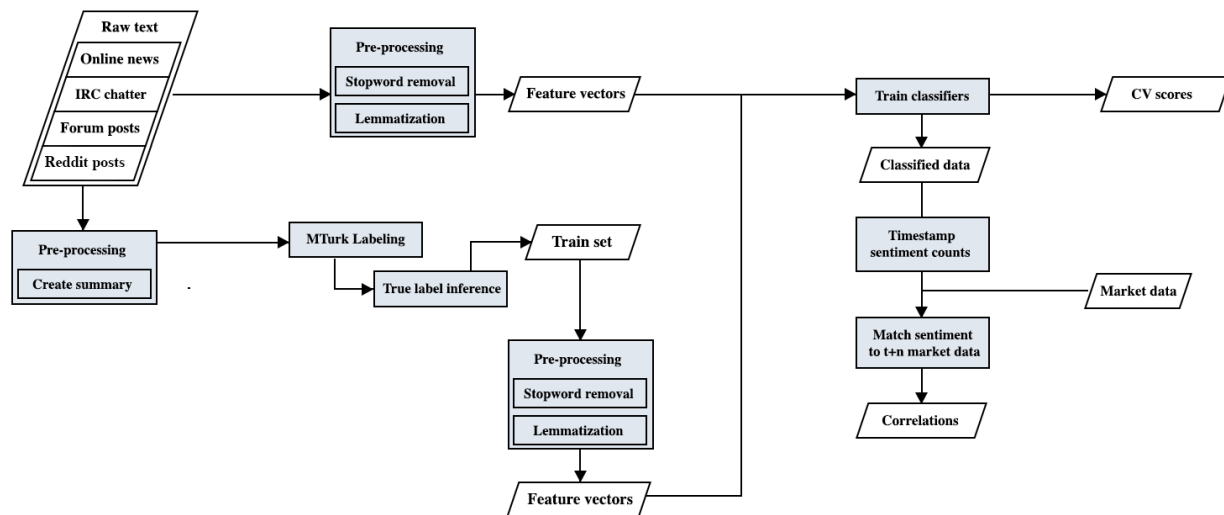 Raw text
Online news
IRC chatter
Forum posts
Reddit posts
Pre-processing
Stopword removal
Lemmatization
Feature vectors
Train classifiers
CV scores
Classified data
Timestamp
sentiment counts
Market data
Match sentiment
to t+n market data
Correlations
Pre-processing
Create summary
MTurk Labeling
True label inference
Train set
Pre-processing
Stopword removal
Lemmatization
Feature vectors